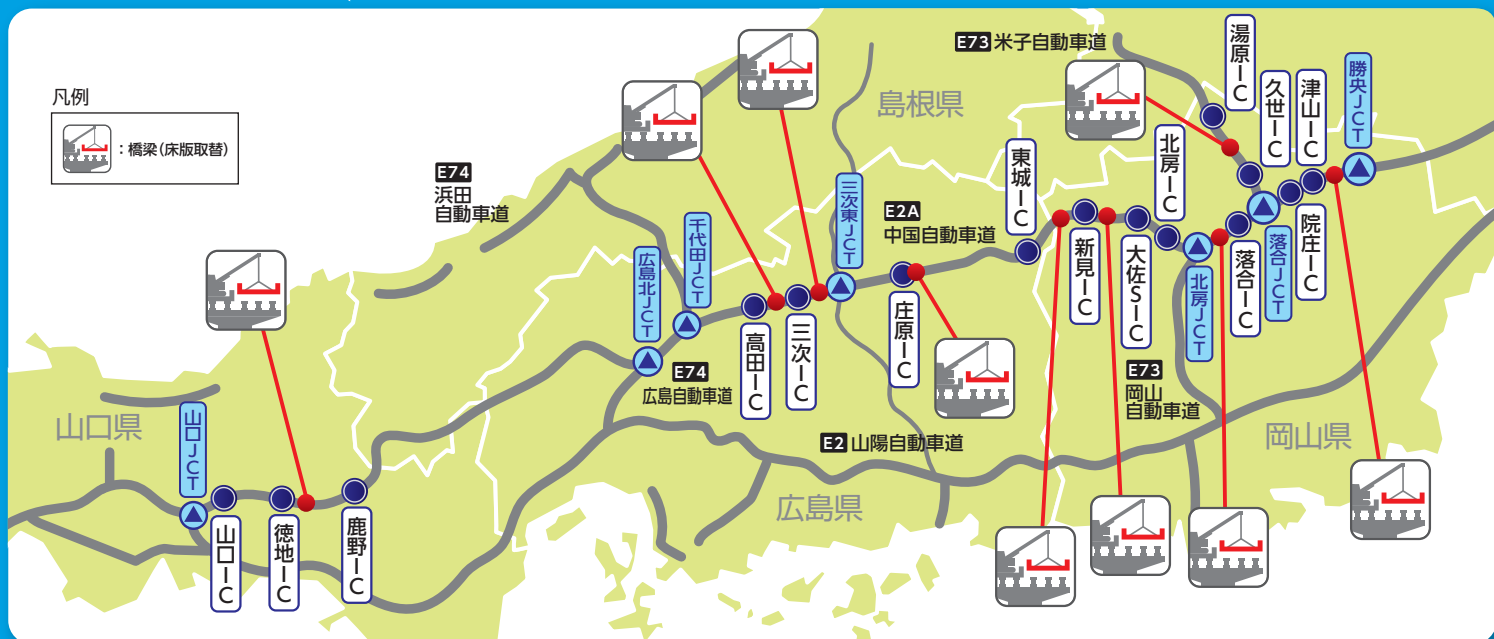 凡例
：橋梁（床版取替）
E73 米子自動車道
湯原IC
久世IC
津山IC
勝央JCT
島根県
東城IC
北房IC
E74
浜田
自動車道
三次東JCT
E2A
中国自動車道
千代田JCT
広島北JCT
新見IC
大佐SIC
北房JCT
落合IC
落合JCT
院庄IC
高田IC
三次IC
庄原IC
E74
広島自動車道
E73
岡山
自動車道
山口県
山口JCT
E2 山陽自動車道
岡山県
広島県
山口IC
徳地IC
鹿野IC